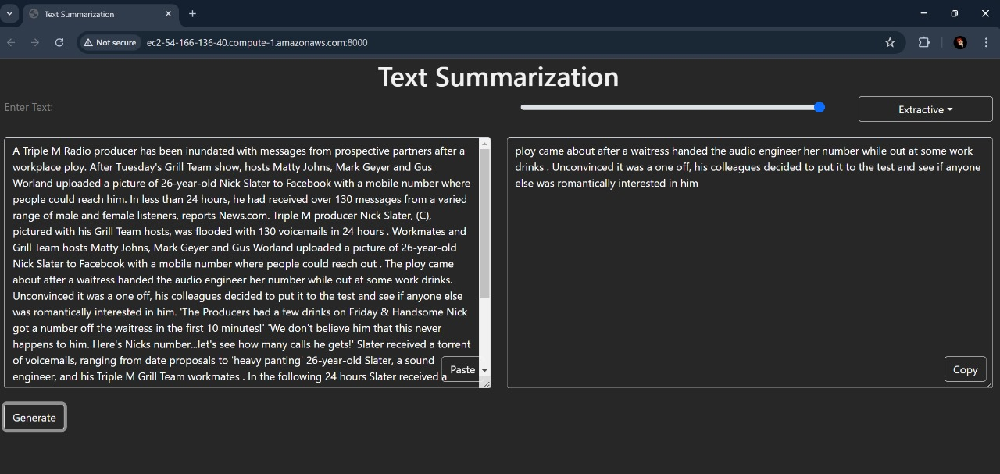 Text Summarization
Not secure
ec2-54-166-136-40.compute-1.amazonaws.com:8000
Text Summarization
Enter Text:
Extractive
A Triple M Radio producer has been inundated with messages from prospective partners after a
workplace ploy. After Tuesday's Grill Team show, hosts Matty Johns, Mark Geyer and Gus
Worland uploaded a picture of 26-year-old Nick Slater to Facebook with a mobile number where
people could reach him. In less than 24 hours, he had received over 130 messages from a varied
range of male and female listeners, reports News.com. Triple M producer Nick Slater, (C),
pictured with his Grill Team hosts, was flooded with 130 voicemails in 24 hours . Workmates and
Grill Team hosts Matty Johns, Mark Geyer and Gus Worland uploaded a picture of 26-year-old
Nick Slater to Facebook with a mobile number where people could reach out . The ploy came
about after a waitress handed the audio engineer her number while out at some work drinks.
Unconvinced it was a one off, his colleagues decided to put it to the test and see if anyone else
was romantically interested in him. 'The Producers had a few drinks on Friday & Handsome Nick
got a number off the waitress in the first 10 minutes!' 'We don't believe him that this never
happens to him. Here's Nicks number...let's see how many calls he gets!' Slater received a torrent
of voicemails, ranging from date proposals to 'heavy panting' 26-year-old Slater, a sound
engineer, and his Triple M Grill Team workmates . In the following 24 hours Slater received a
Paste
ploy came about after a waitress handed the audio engineer her number while out at some work
drinks . Unconvinced it was a one off, his colleagues decided to put it to the test and see if anyone
else was romantically interested in him
Copy
Generate